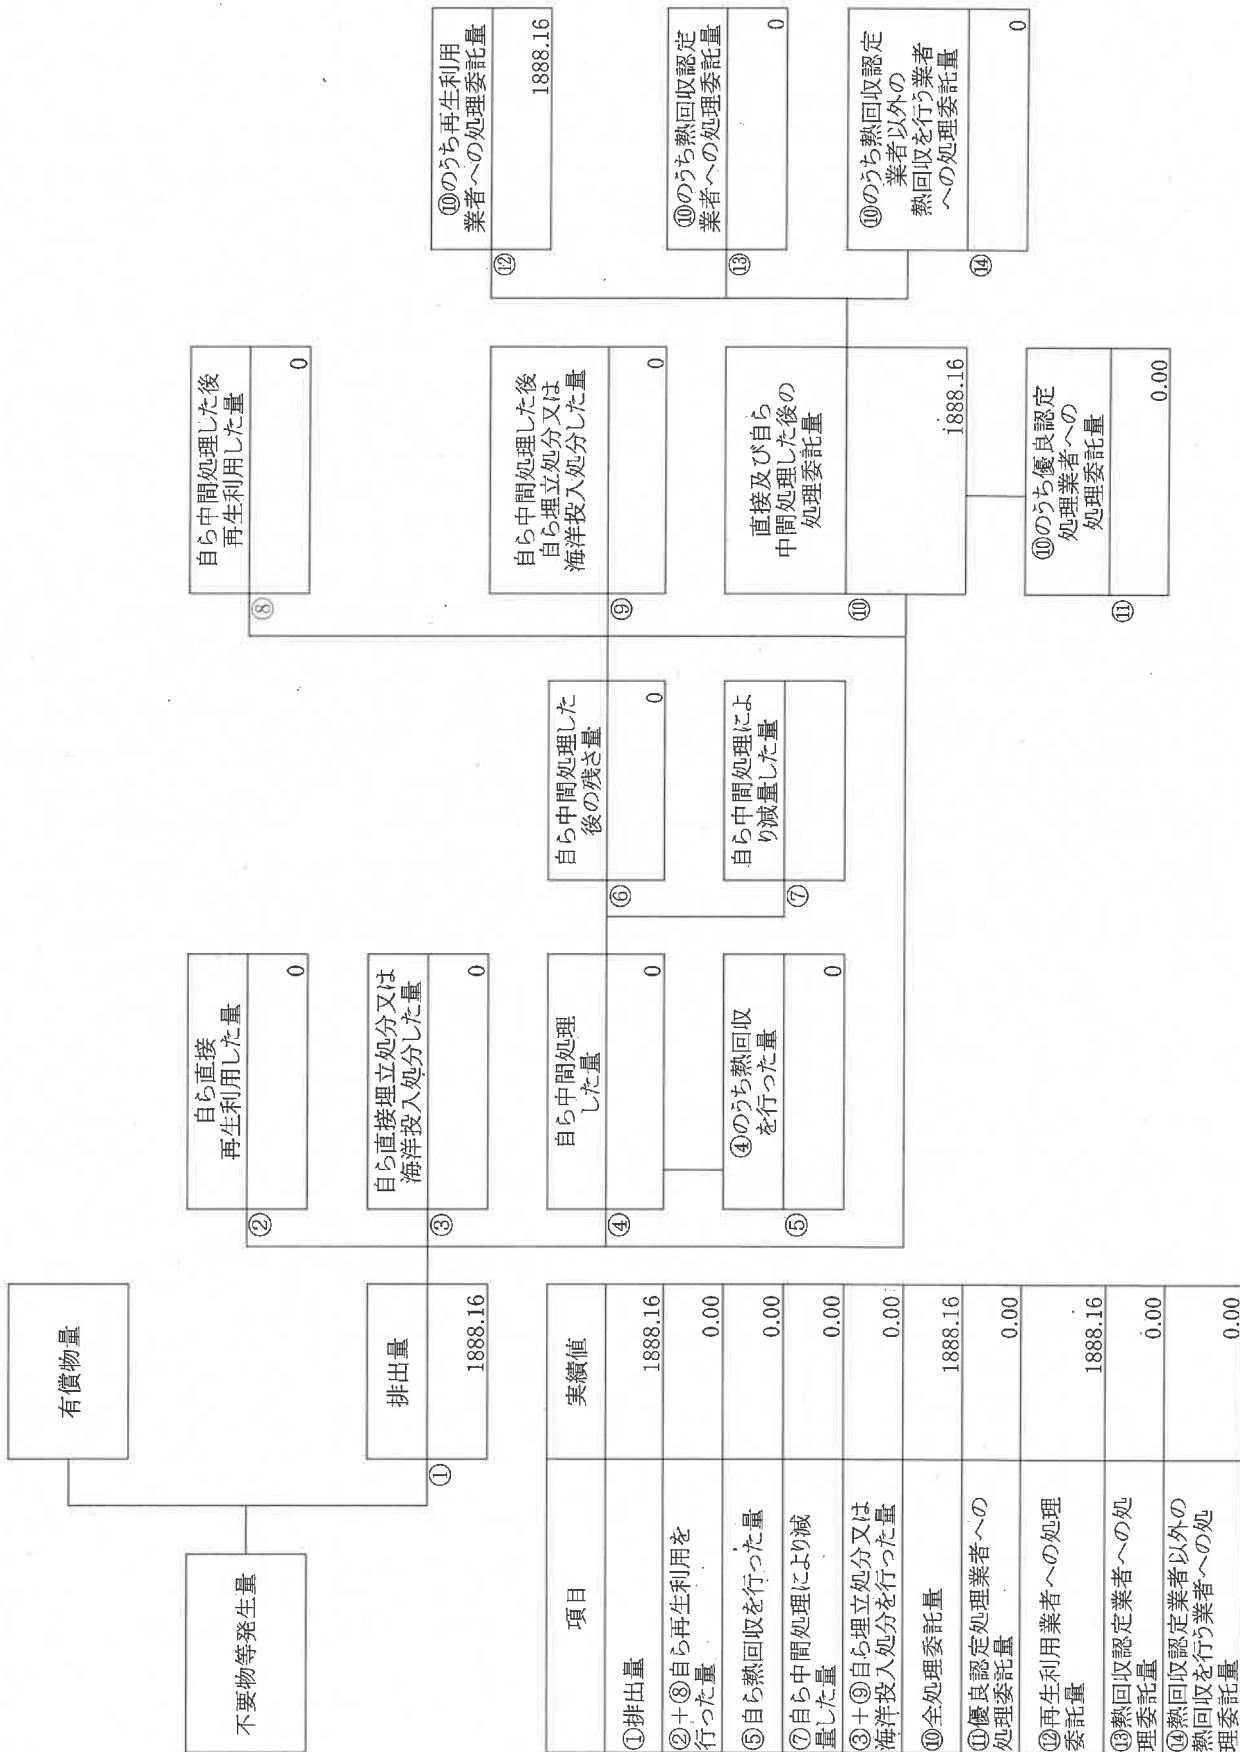 不要物等発生量
有償物量
①
排出量
1888.16
②
自ら直接
再生利用した量
0
③
自ら直接埋立処分又は
海洋投入処分した量
0
④
自ら中間処理
した量
0
⑤
④のうち熱回収
を行った量
0
⑥
自ら中間処理した
後の残さ量
0
⑦
自ら中間処理によ
り減量した量
⑧
自ら中間処理した後
再生利用した量
0
⑨
自ら中間処理した後
自ら埋立処分又は
海洋投入処分した量
0
⑩
直接及び自ら
中間処理した後の
処理委託量
1888.16
⑪
⑩のうち優良認定
処理業者への
処理委託量
0.00
⑫
⑩のうち再生利用
業者への処理委託量
1888.16
⑬
⑩のうち熱回収認定
業者への処理委託量
0
⑭
⑩のうち熱回収認定
業者以外の
熱回収を行う業者
への処理委託量
0
項目 実績値
①排出量 1888.16
②+⑧自ら再生利用を
行った量 0.00
⑤自ら熱回収を行った量 0.00
⑦自ら中間処理により減
量した量 0.00
③+⑨自ら埋立処分又は
海洋投入処分を行った量 0.00
⑩全処理委託量 1888.16
⑪優良認定処理業者への
処理委託量 0.00
⑫再生利用業者への処理
委託量 1888.16
⑬熱回収認定業者への処
理委託量 0.00
⑭熱回収認定業者以外の
熱回収を行う業者への処
理委託量 0.00